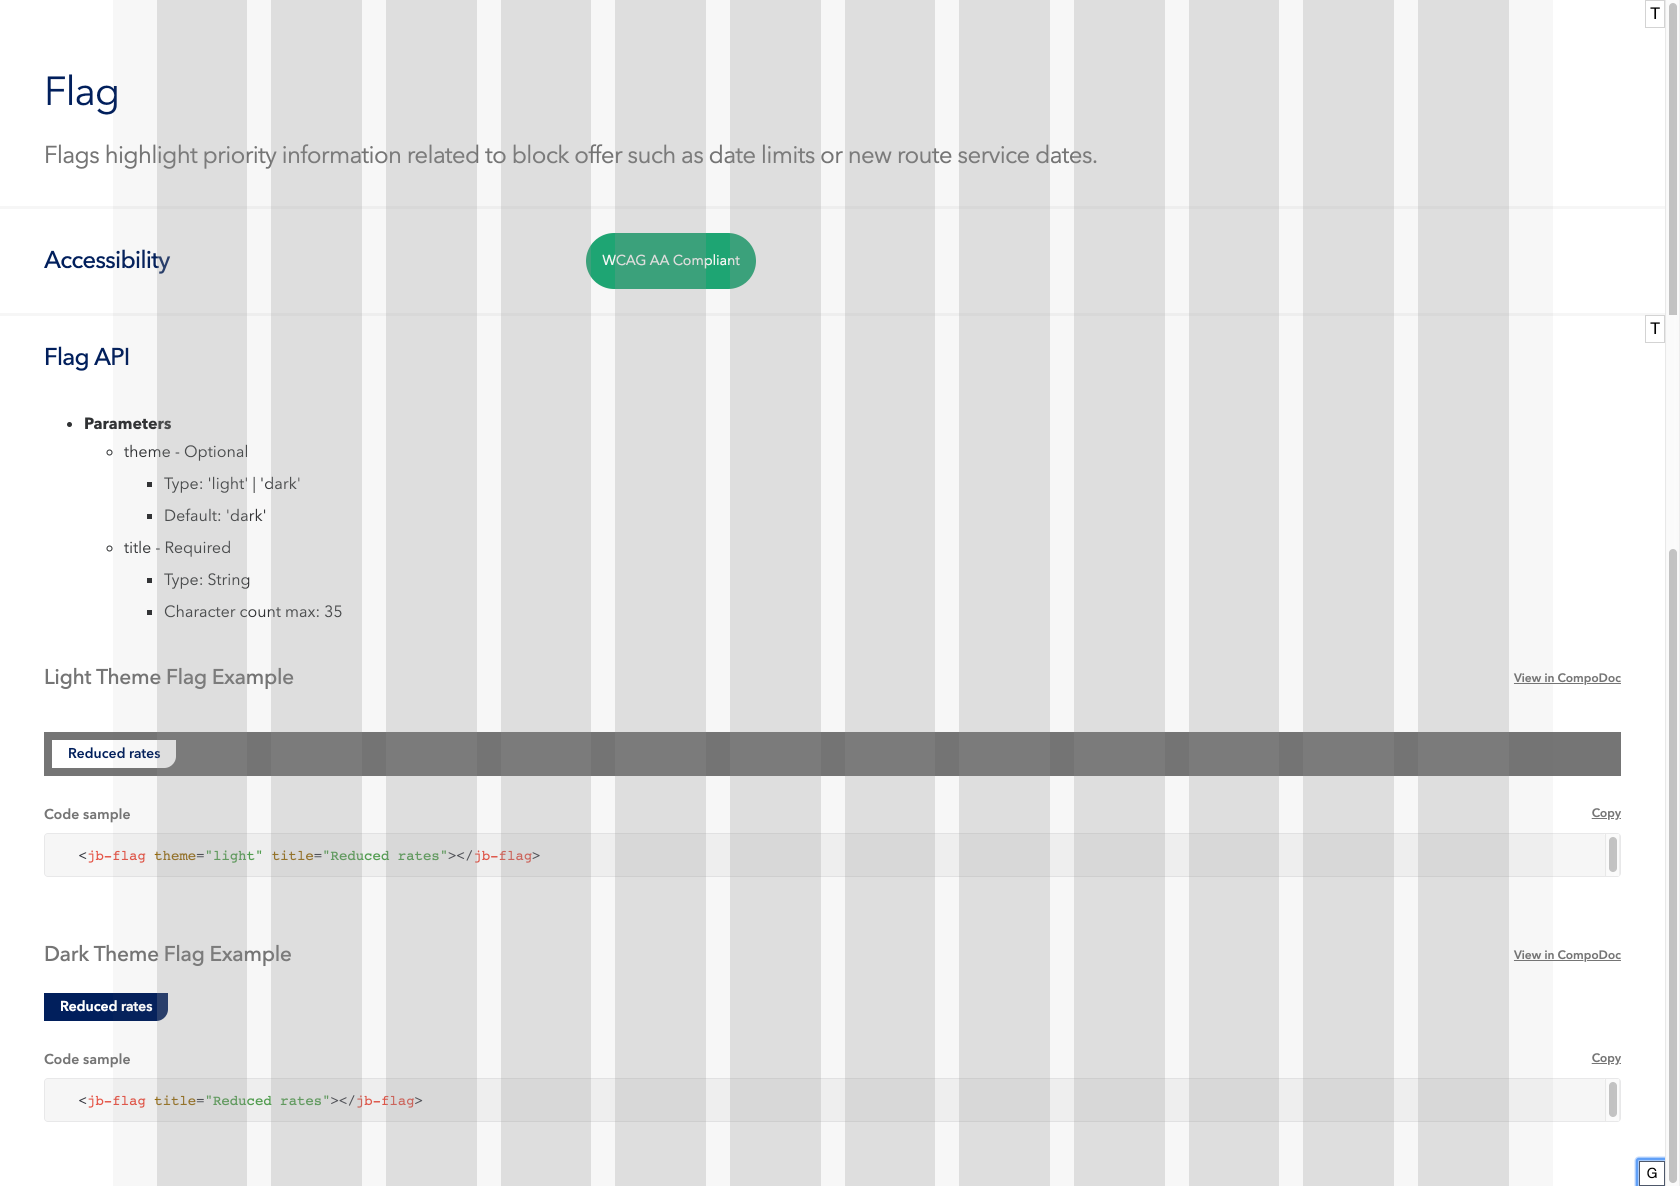 T
Flag
Flags highlight priority information related to block offer such as date limits or new route service dates.
Accessibility
WCAG AA Compliant
T
Flag API
Parameters
theme - Optional
Type: 'light' | 'dark'
Default: 'dark'
title - Required
Type: String
Character count max: 35
Light Theme Flag Example
View in CompoDoc
Reduced rates
Code sample
Copy
<jb-flag theme="light" title="Reduced rates"></jb-flag>
Dark Theme Flag Example
View in CompoDoc
Reduced rates
Code sample
Copy
<jb-flag title="Reduced rates"></jb-flag>
G